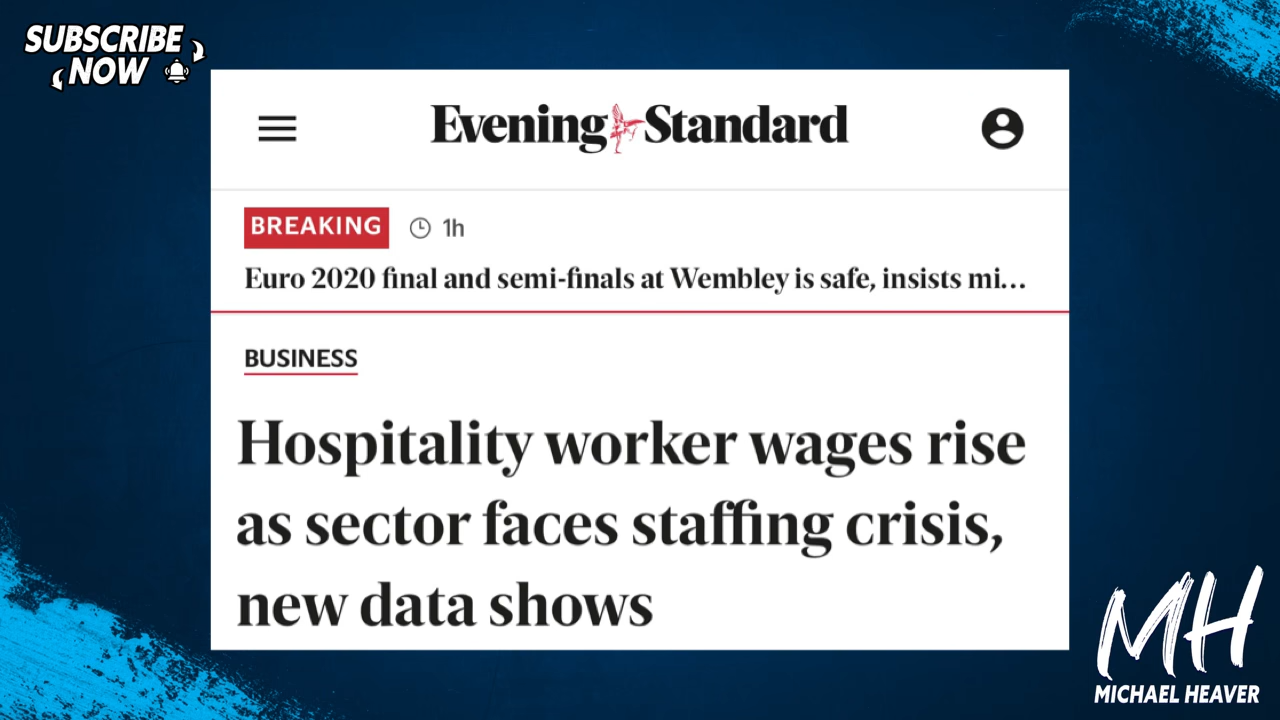 SUBSCRIBE
NOW
Evening Standard
BREAKING 1h
Euro 2020 final and semi-finals at Wembley is safe, insists mi...
BUSINESS
Hospitality worker wages rise
as sector faces staffing crisis,
new data shows
MH
MICHAEL HEAVER